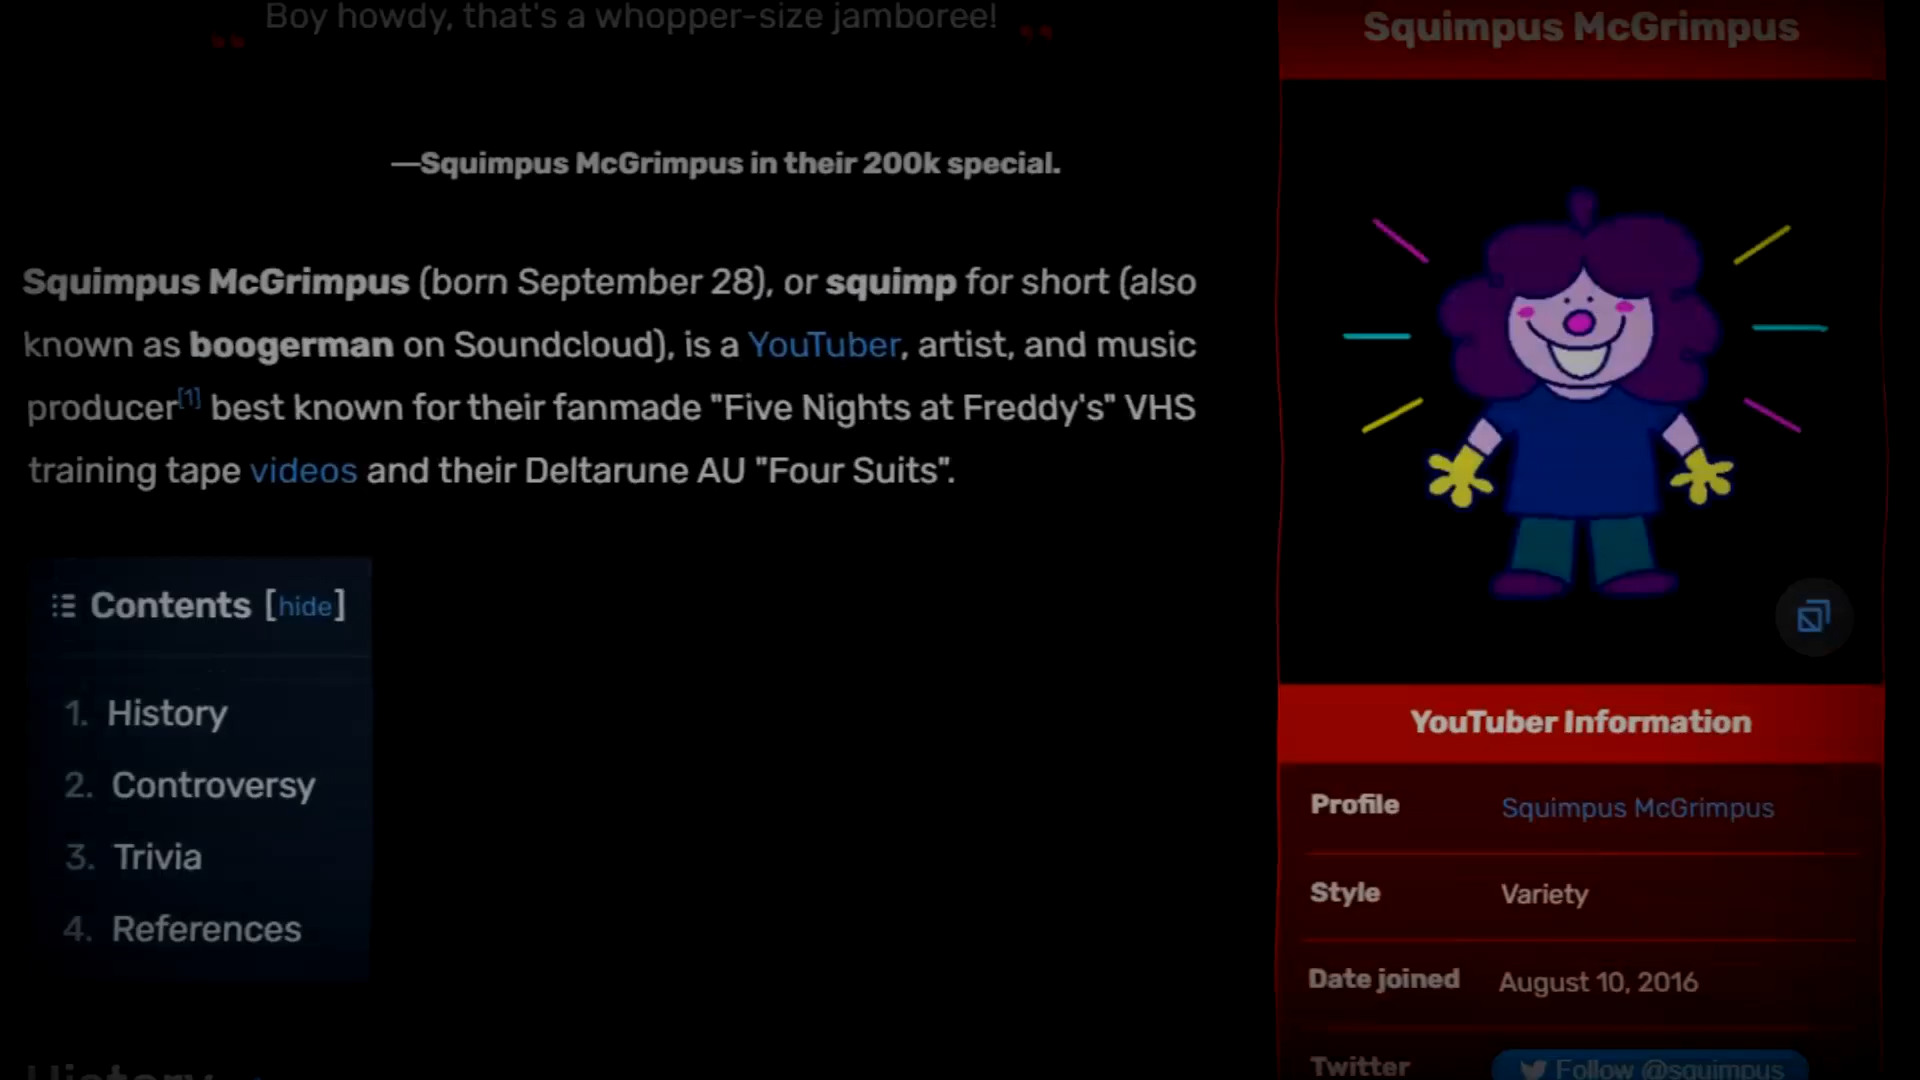 Boy howdy, that's a whopper-size jamboree!
—Squimpus McGrimpus in their 200k special.
Squimpus McGrimpus (born September 28), or squimp for short (also
known as boogerman on Soundcloud), is a YouTuber, artist, and music
producer[1] best known for their fanmade "Five Nights at Freddy's" VHS
training tape videos and their Deltarune AU "Four Suits".
Contents [hide]
1. History
2. Controversy
3. Trivia
4. References
History
Squimpus McGrimpus
YouTuber Information
Profile Squimpus McGrimpus
Style Variety
Date joined August 10, 2016
Twitter Follow @squimpus